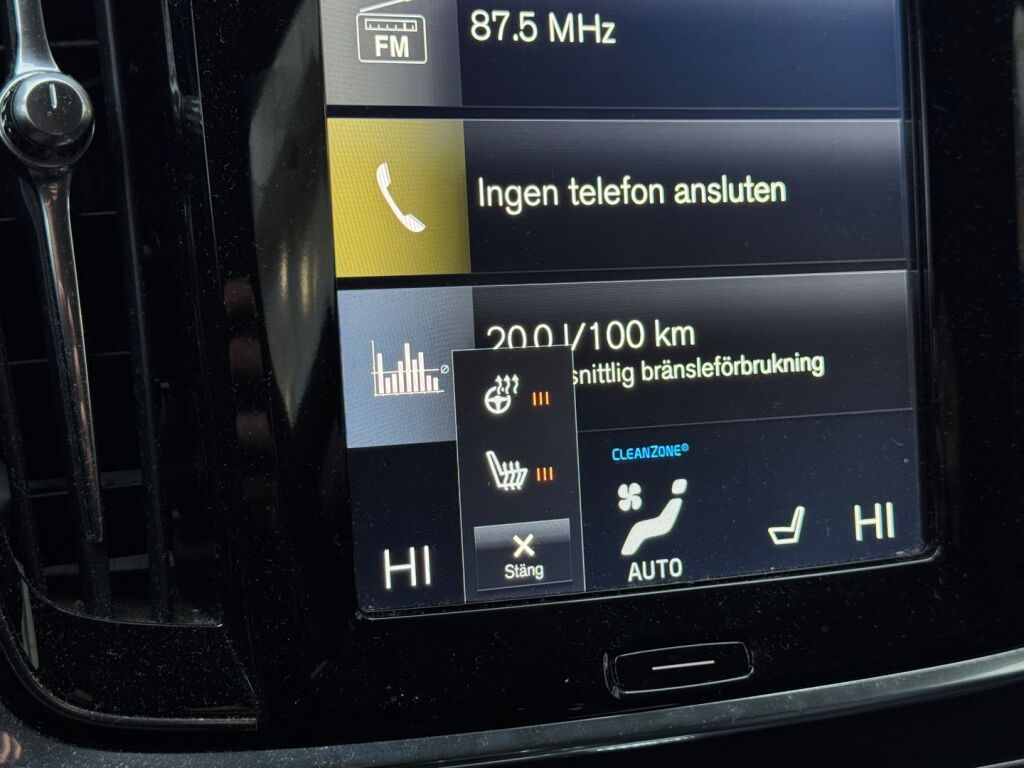 FM
87.5 MHz
Ingen telefon ansluten
20.0 l/100 km
snittlig bränsleförbrukning
CLEANZONE®
HI
Stäng
AUTO
HI